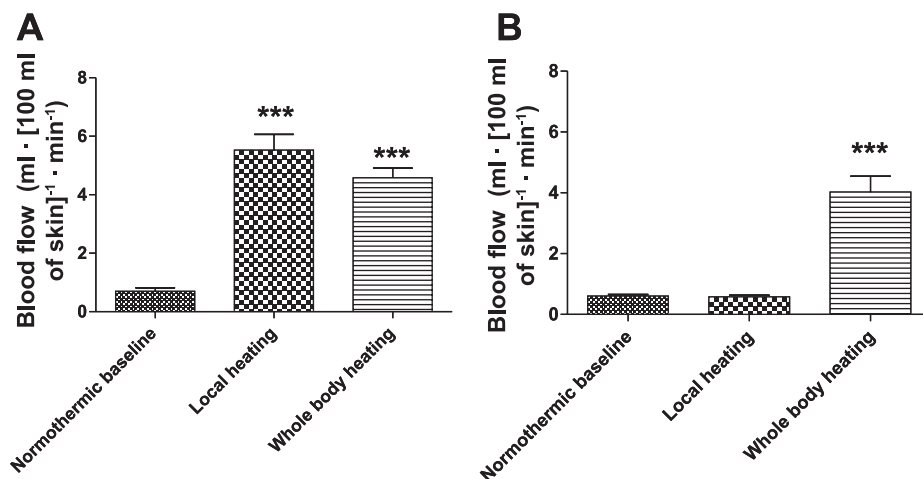 A
Blood flow (ml · [100 ml
of skin]⁻¹ · min⁻¹)
8
6
4
2
0
***
***
Normothermic baseline
Local heating
Whole body heating
B
Blood flow (ml · [100 ml
of skin]⁻¹ · min⁻¹)
8
6
4
2
0
***
Normothermic baseline
Local heating
Whole body heating